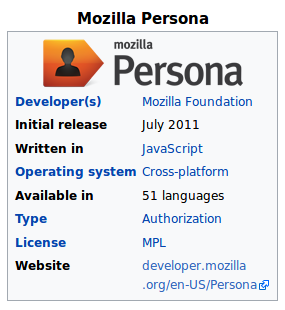 Mozilla Persona
mozilla
Persona
Developer(s) Mozilla Foundation
Initial release July 2011
Written in JavaScript
Operating system Cross-platform
Available in 51 languages
Type Authorization
License MPL
Website developer.mozilla
.org/en-US/Persona